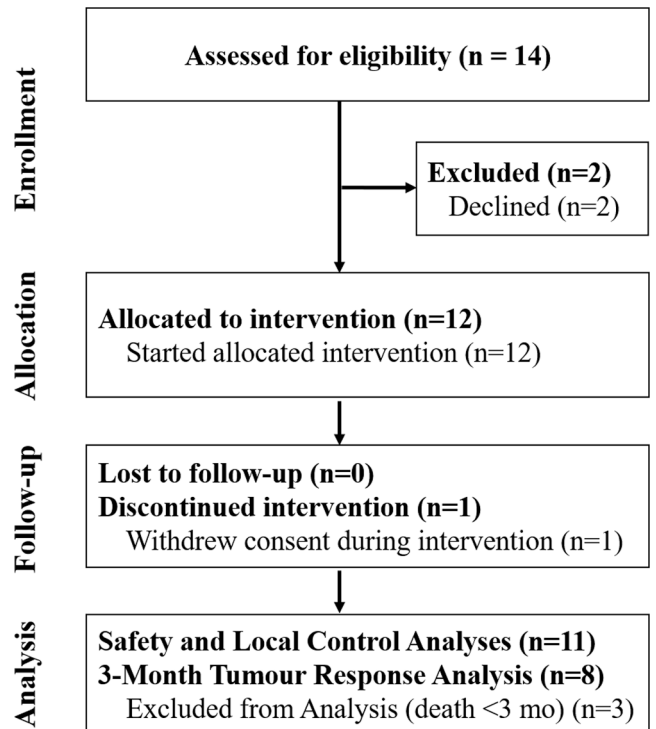 Enrollment
Assessed for eligibility (n = 14)
Excluded (n=2)
Declined (n=2)
Allocation
Allocated to intervention (n=12)
Started allocated intervention (n=12)
Follow-up
Lost to follow-up (n=0)
Discontinued intervention (n=1)
Withdrew consent during intervention (n=1)
Analysis
Safety and Local Control Analyses (n=11)
3-Month Tumour Response Analysis (n=8)
Excluded from Analysis (death <3 mo) (n=3)